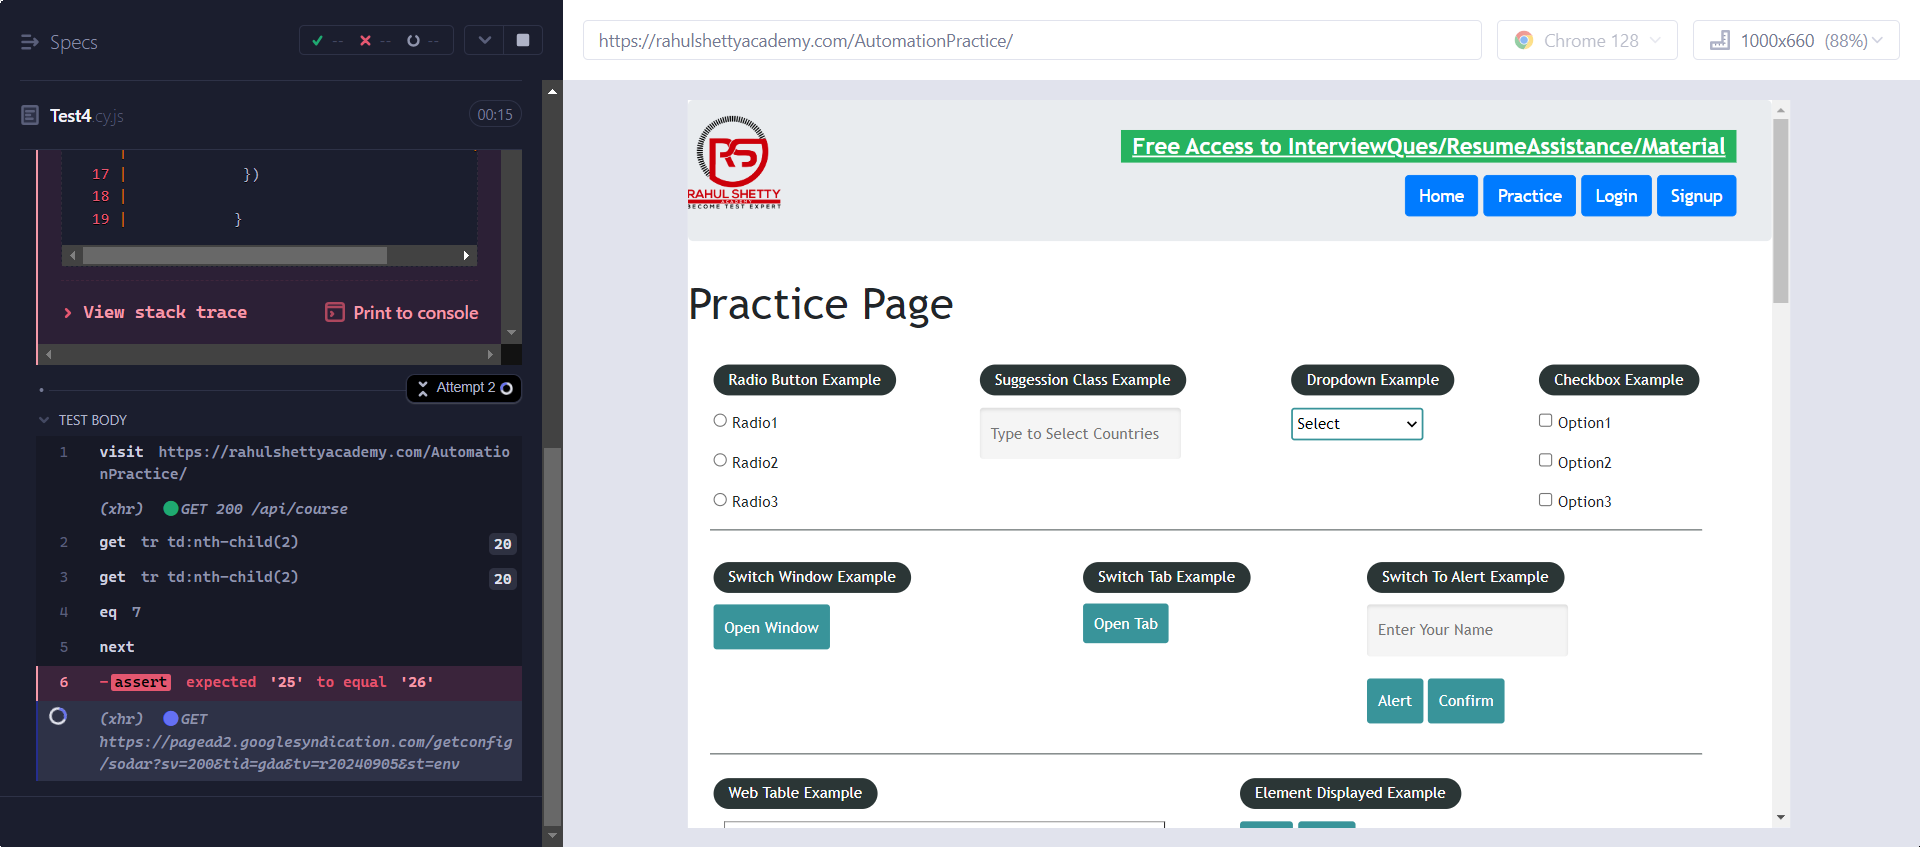 Specs
-- -- --
https://rahulshettyacademy.com/AutomationPractice/
Chrome 128
1000x660 (88%)
Test4.cy.js
00:15
17 | })
18 |
19 | }
View stack trace
Print to console
Attempt 2
TEST BODY
1 visit https://rahulshettyacademy.com/Automatio
nPractice/
(xhr) GET 200 /api/course
2 get tr td:nth-child(2) 20
3 get tr td:nth-child(2) 20
4 eq 7
5 next
6 -assert expected '25' to equal '26'
(xhr) GET
https://pagead2.googlesyndication.com/getconfig
/sodar?sv=200&tid=gda&tv=r20240905&st=env
RS
RAHUL SHETTY
ACADEMY
BECOME TEST EXPERT
Free Access to InterviewQues/ResumeAssistance/Material
Home Practice Login Signup
Practice Page
Radio Button Example
Radio1
Radio2
Radio3
Suggession Class Example
Type to Select Countries
Dropdown Example
Select
Checkbox Example
Option1
Option2
Option3
Switch Window Example
Open Window
Switch Tab Example
Open Tab
Switch To Alert Example
Enter Your Name
Alert Confirm
Web Table Example
Element Displayed Example